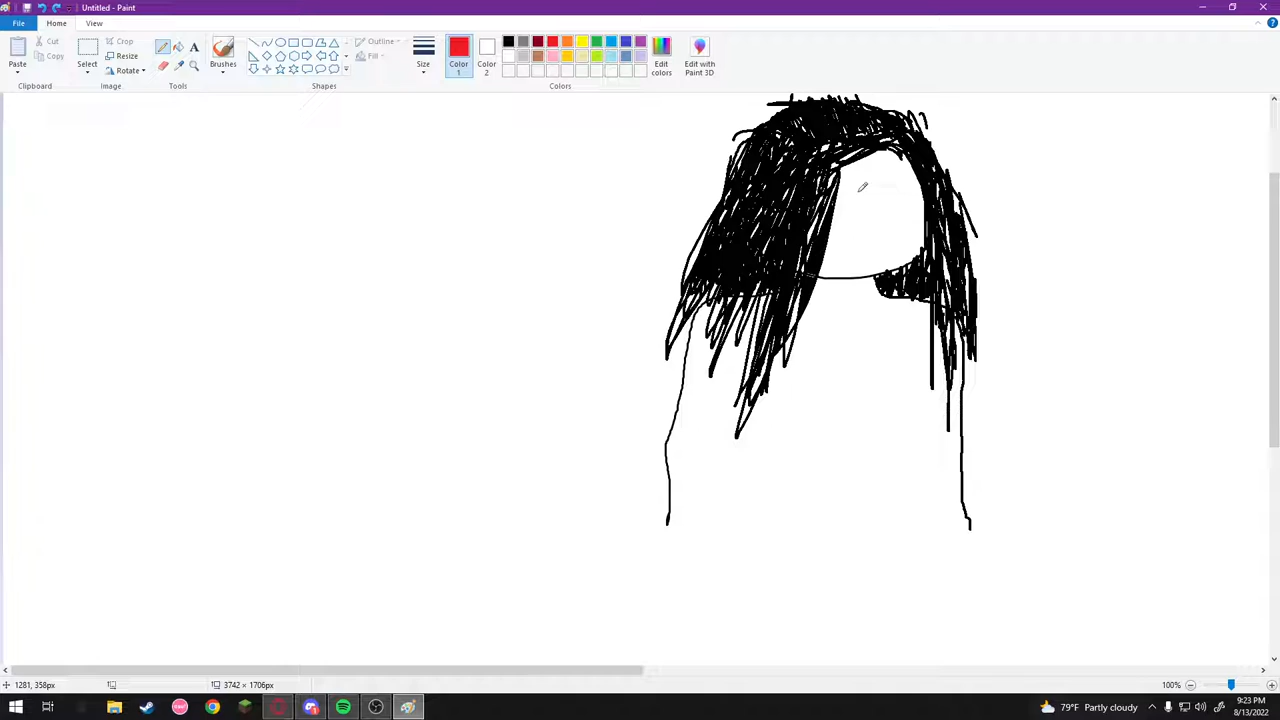 Untitled - Paint
File Home View
Paste
Cut
Copy
Clipboard
Select
Crop
Resize
Rotate
Image
A
Tools
Brushes
Shapes
Outline
Fill
Size
Color
1
Color
2
Colors
Edit
colors
Edit with
Paint 3D
1281, 358px
3742 × 1706px
100%
79°F Partly cloudy
9:23 PM
8/13/2022